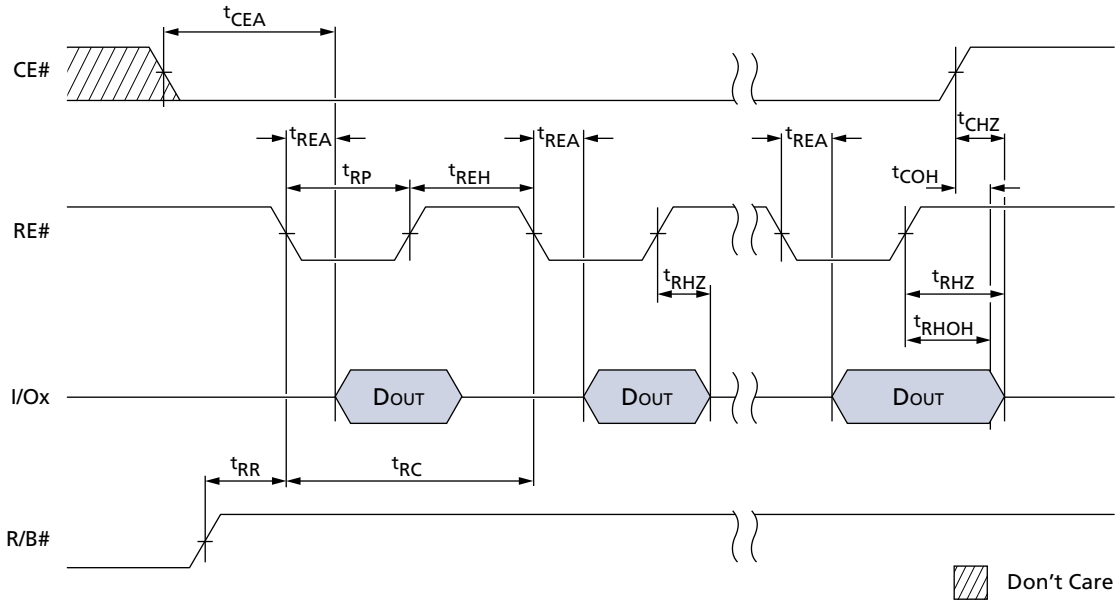 tCEA
CE#
tREA
tREA
tREA
tCHZ
tRP
tREH
tCOH
RE#
tRHZ
tRHZ
tRHOH
I/Ox
DOUT
DOUT
DOUT
tRR
tRC
R/B#
Don't Care